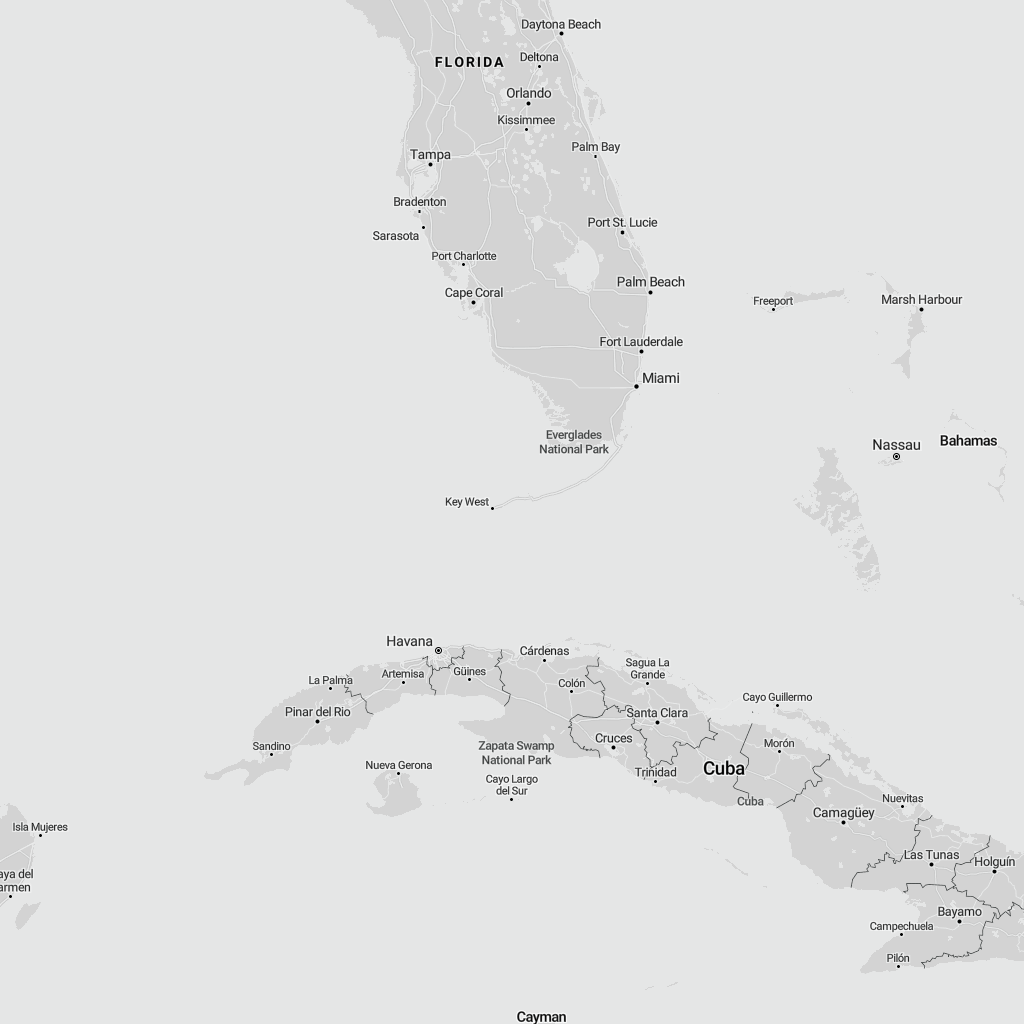 Daytona Beach
Deltona
FLORIDA
Orlando
Kissimmee
Palm Bay
Tampa
Bradenton
Port St. Lucie
Sarasota
Port Charlotte
Palm Beach
Cape Coral
Freeport
Marsh Harbour
Fort Lauderdale
Miami
Everglades
National Park
Nassau
Bahamas
Key West
Havana
Cárdenas
Sagua La
Grande
La Palma
Artemisa
Güines
Colón
Cayo Guillermo
Pinar del Río
Santa Clara
Sandino
Zapata Swamp
National Park
Cruces
Morón
Nueva Gerona
Cayo Largo
del Sur
Trinidad
Cuba
Cuba
Nuevitas
Camagüey
Isla Mujeres
Las Tunas
Holguín
aya del
armen
Bayamo
Campechuela
Pilón
Cayman